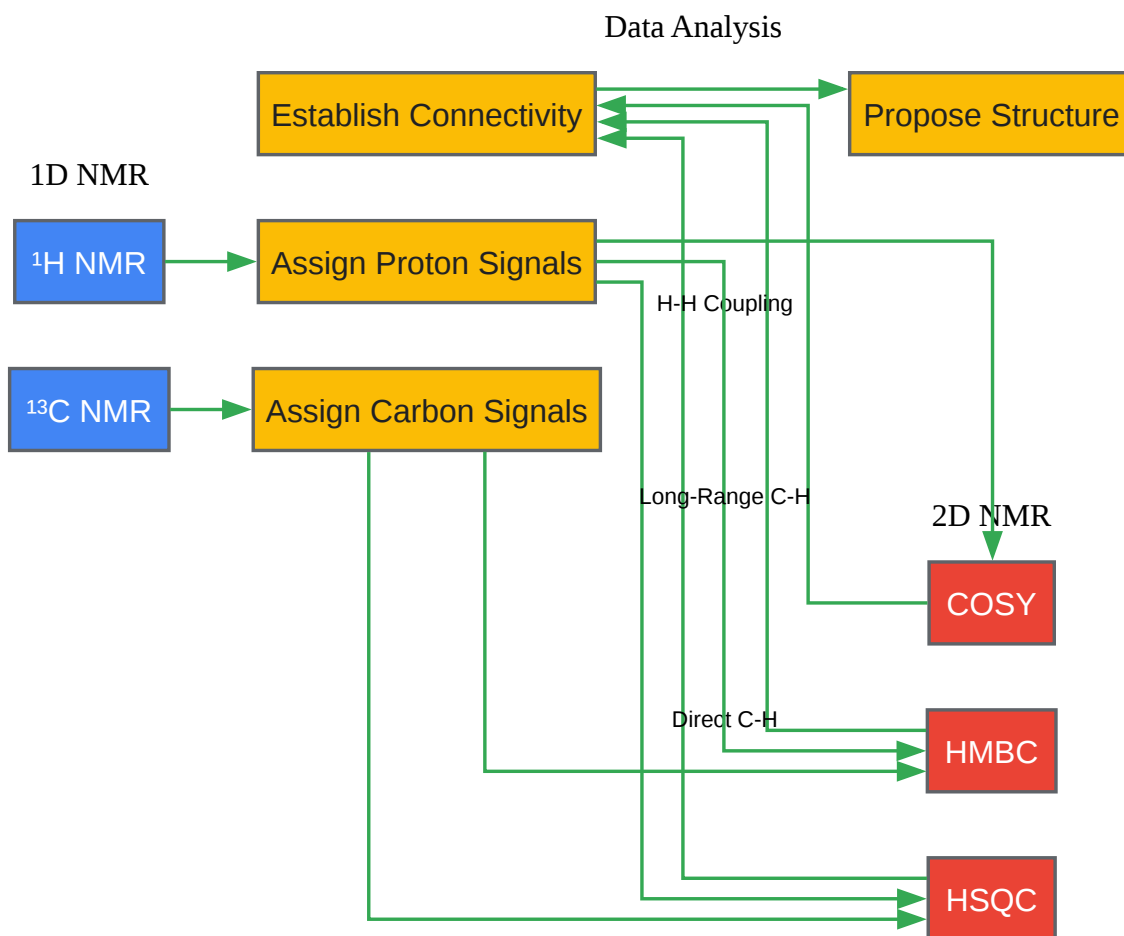 Data Analysis
Establish Connectivity
Propose Structure
1D NMR
¹H NMR
Assign Proton Signals
H-H Coupling
¹³C NMR
Assign Carbon Signals
Long-Range C-H
2D NMR
COSY
Direct C-H
HMBC
HSQC